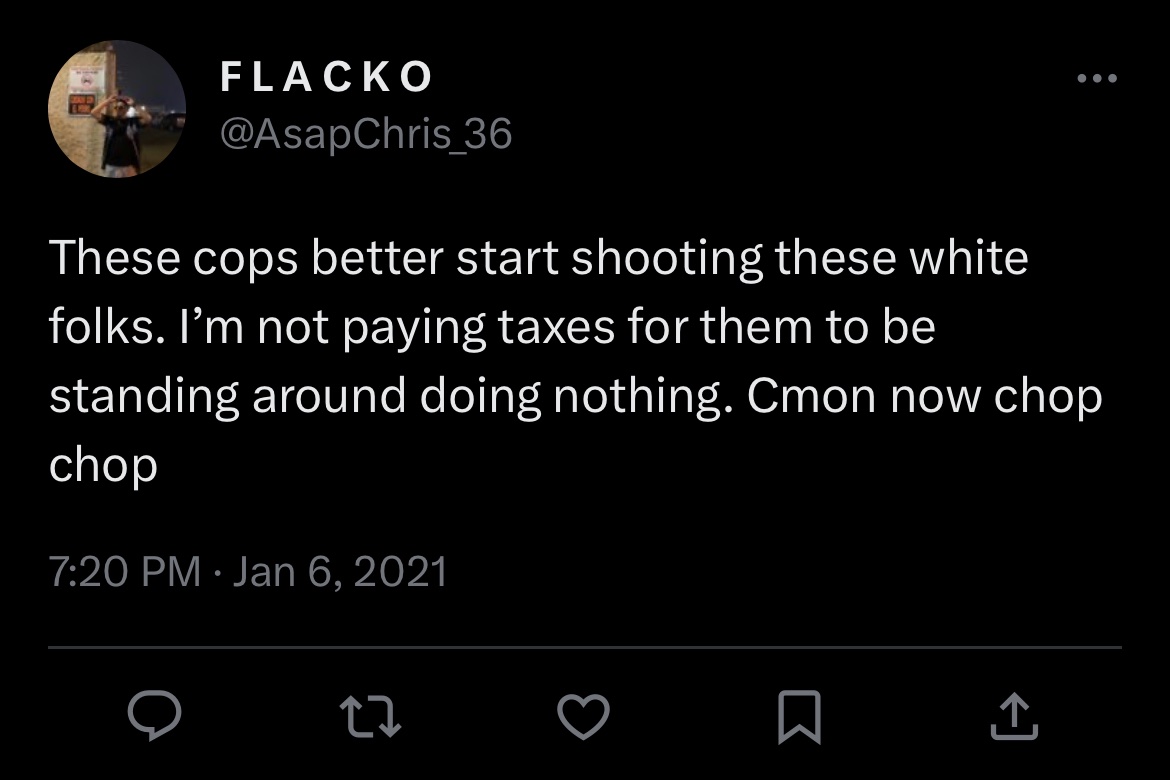 FLACKO
@AsapChris_36
These cops better start shooting these white
folks. I’m not paying taxes for them to be
standing around doing nothing. Cmon now chop
chop
7:20 PM · Jan 6, 2021